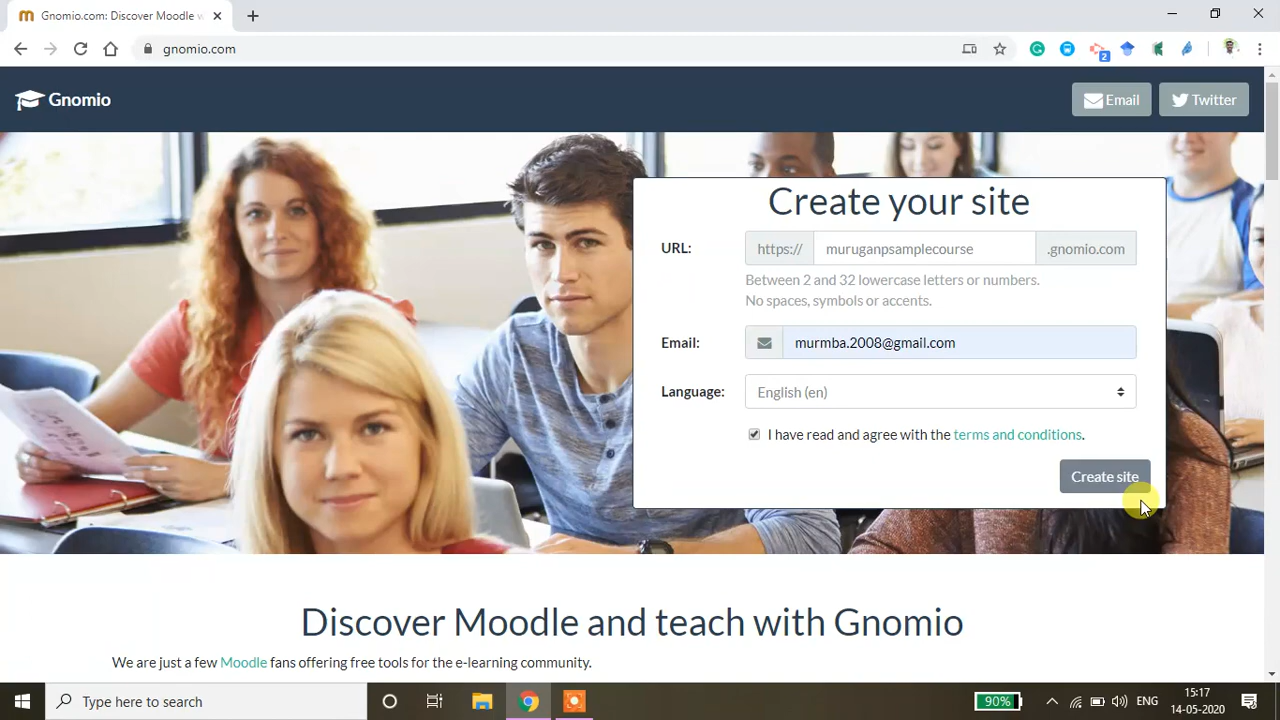 Gnomio.com: Discover Moodle w
gnomio.com
2
Gnomio
Email
Twitter
Create your site
URL:
https://
muruganpsamplecourse
.gnomio.com
Between 2 and 32 lowercase letters or numbers.
No spaces, symbols or accents.
Email:
murmba.2008@gmail.com
Language:
English (en)
I have read and agree with the terms and conditions.
Create site
Discover Moodle and teach with Gnomio
We are just a few Moodle fans offering free tools for the e-learning community.
Type here to search
90%
ENG
15:17
14-05-2020